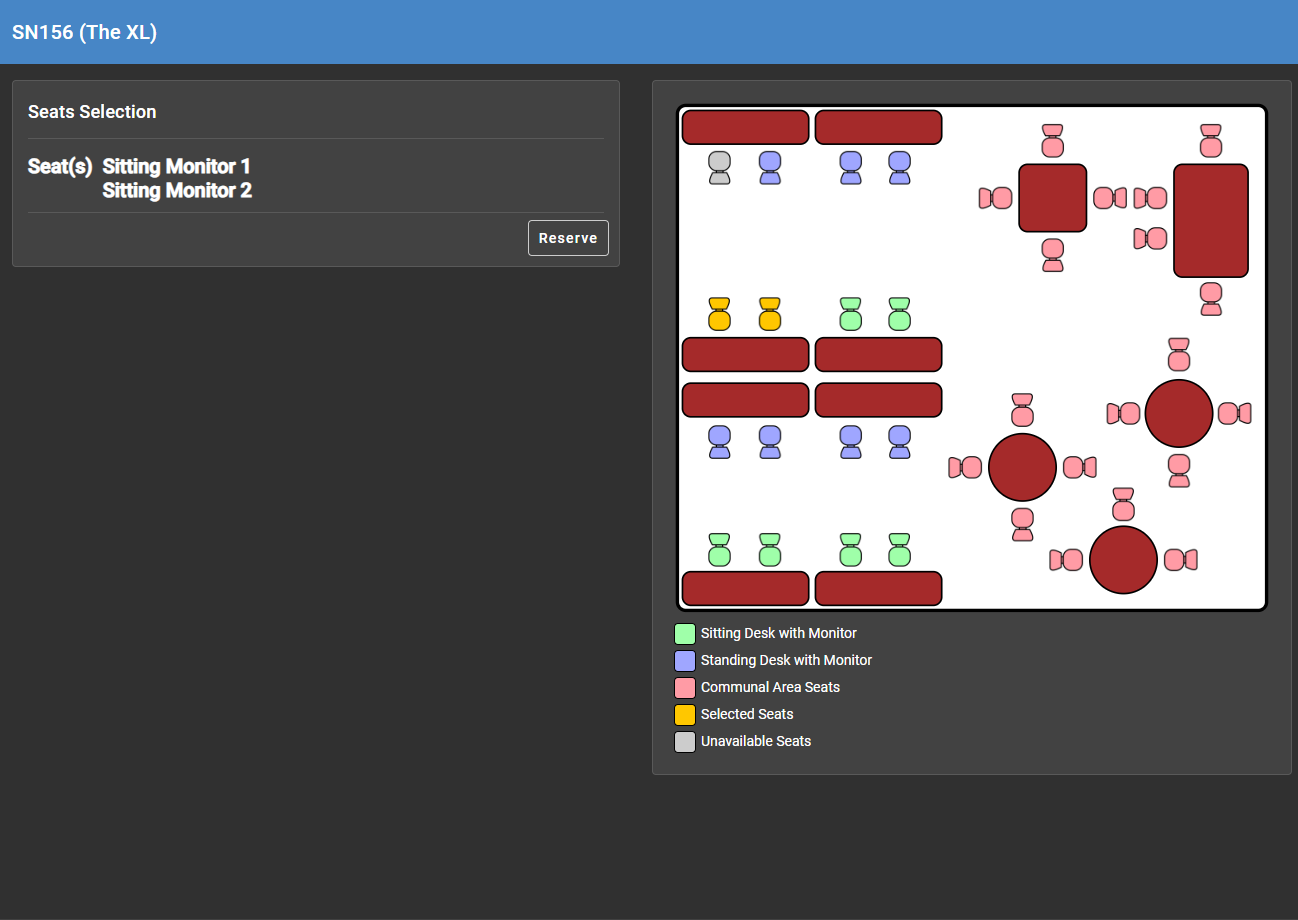 SN156 (The XL)
Seats Selection
Seat(s) Sitting Monitor 1
Sitting Monitor 2
Reserve
Sitting Desk with Monitor
Standing Desk with Monitor
Communal Area Seats
Selected Seats
Unavailable Seats